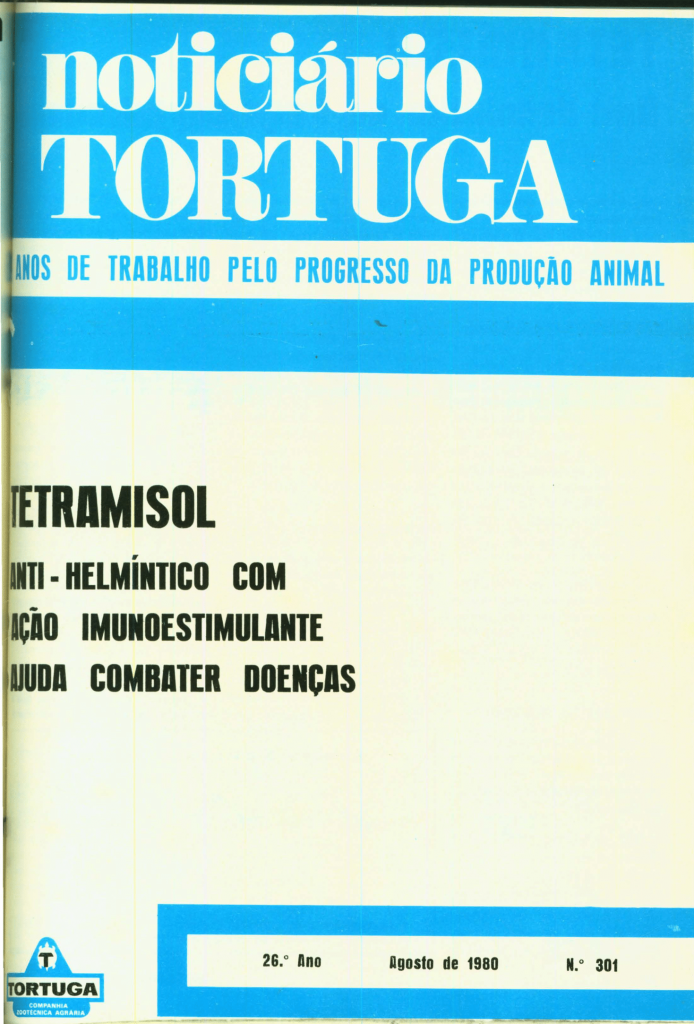 noticiário
TORTUGA
ANOS DE TRABALHO PELO PROGRESSO DA PRODUÇÃO ANIMAL
TETRAMISOL
ANTI-HELMÍNTICO COM
AÇÃO IMUNOESTIMULANTE
AJUDA COMBATER DOENÇAS
26.° Ano Agosto de 1980 N.° 301
T
TORTUGA
COMPANHIA
ZOOTECNICA AGRÁRIA